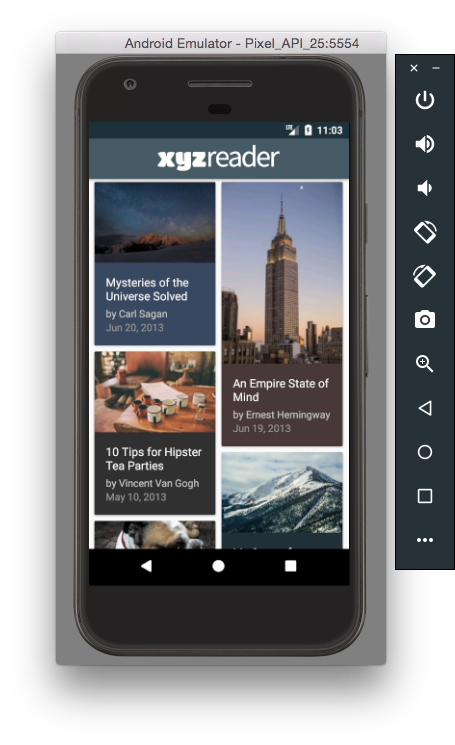 Android Emulator - Pixel_API_25:5554
LTE
11:03
xyzreader
Mysteries of the
Universe Solved
by Carl Sagan
Jun 20, 2013
An Empire State of
Mind
by Ernest Hemingway
Jun 19, 2013
10 Tips for Hipster
Tea Parties
by Vincent Van Gogh
May 10, 2013